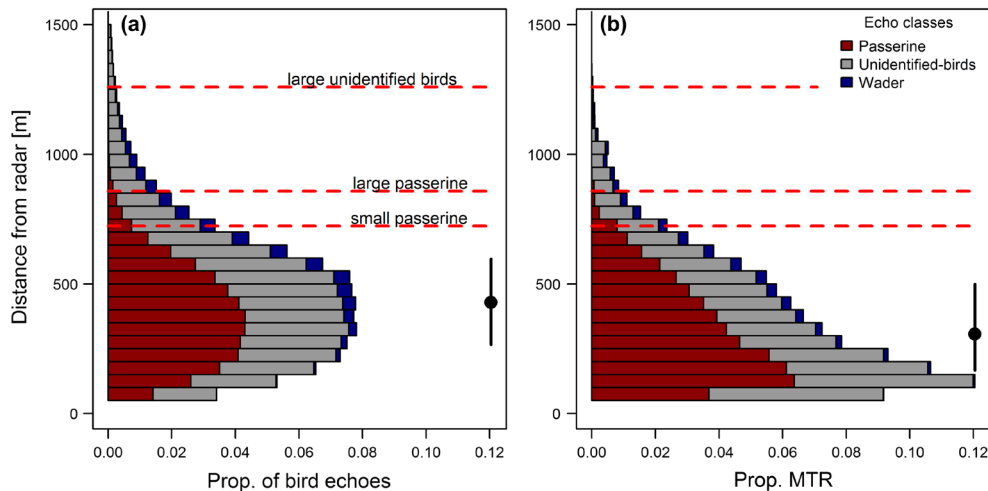 (a)
1500
1000
500
0
Distance from radar [m]
large unidentified birds
large passerine
small passerine
0.00 0.02 0.04 0.06 0.08 0.10 0.12
Prop. of bird echoes
(b)
Echo classes
Passerine
Unidentified-birds
Wader
1500
1000
500
0
0.00 0.02 0.04 0.06 0.08 0.10 0.12
Prop. MTR